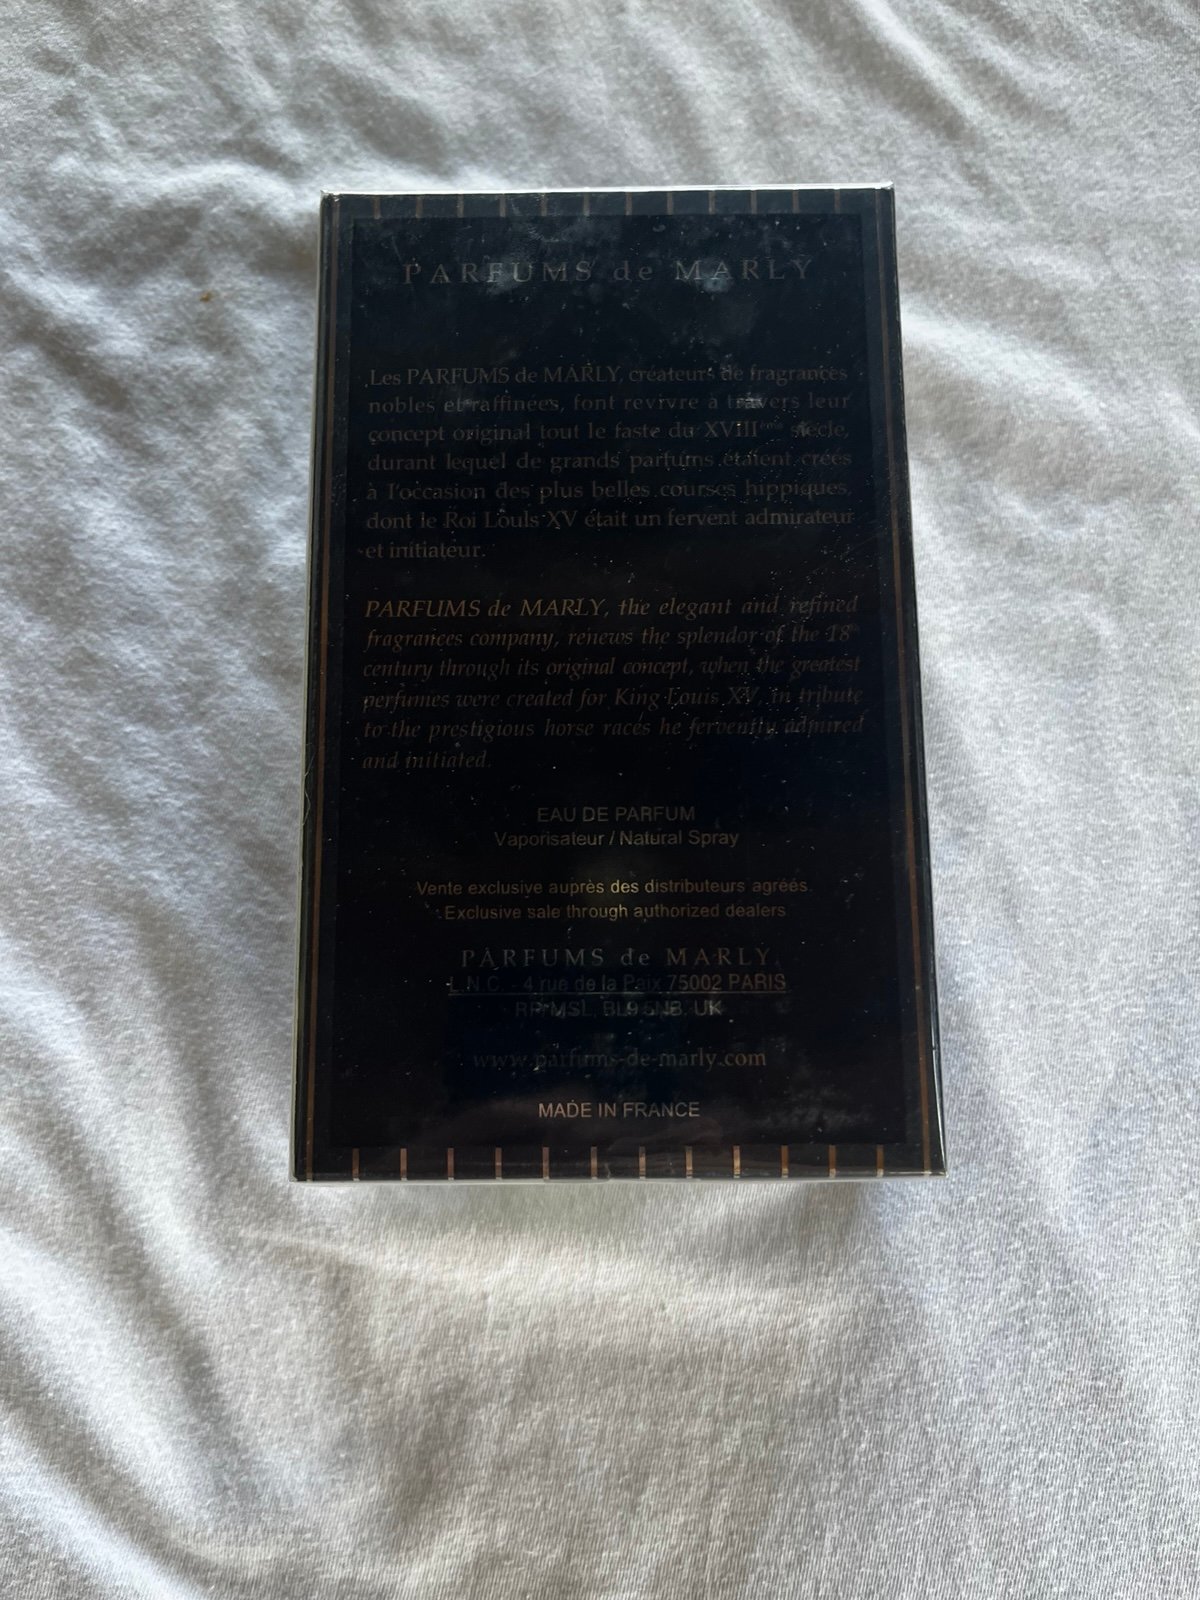 PARFUMS de MARLY
Les PARFUMS de MARLY, créateurs de fragrances
nobles et raffinées, font revivre à travers leur
concept original tout le faste du XVIIIème siècle,
durant lequel de grands parfums étaient créés
à l'occasion des plus belles courses hippiques,
dont le Roi Louis XV était un fervent admirateur
et initiateur.
PARFUMS de MARLY, the elegant and refined
fragrances company, renews the splendor of the 18th
century through its original concept, when the greatest
perfumes were created for King Louis XV, in tribute
to the prestigious horse races he fervently admired
and initiated.
EAU DE PARFUM
Vaporisateur / Natural Spray
Vente exclusive auprès des distributeurs agréés.
Exclusive sale through authorized dealers
PARFUMS de MARLY
L.N.C. - 4 rue de la Paix 75002 PARIS
RP: MSL, BL9 5NB, UK
www.parfums-de-marly.com
MADE IN FRANCE